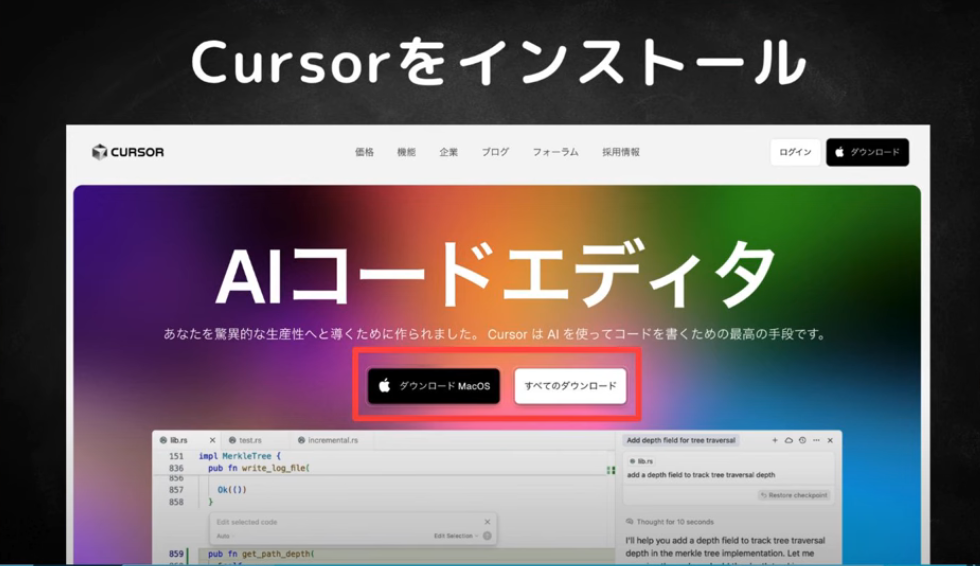 Cursorをインストール
CURSOR
価格 機能 企業 ブログ フォーラム 採用情報
ログイン ダウンロード
AIコードエディタ
あなたを驚異的な生産性へと導くために作られました。 Cursor は AI を使ってコードを書くための最高の手段です。
ダウンロード MacOS すべてのダウンロード
lib.rs test.rs incremental.rs
151 impl MerkleTree {
836 pub fn write_log_file(
856
857 Ok(())
858 }
Edit selected code
Auto Edit Selection
859 pub fn get_path_depth(
Add depth field for tree traversal
lib.rs
add a depth field to track tree traversal depth
Restore checkpoint
Thought for 10 seconds
I'll help you add a depth field to track tree traversal
depth in the merkle tree implementation. Let me